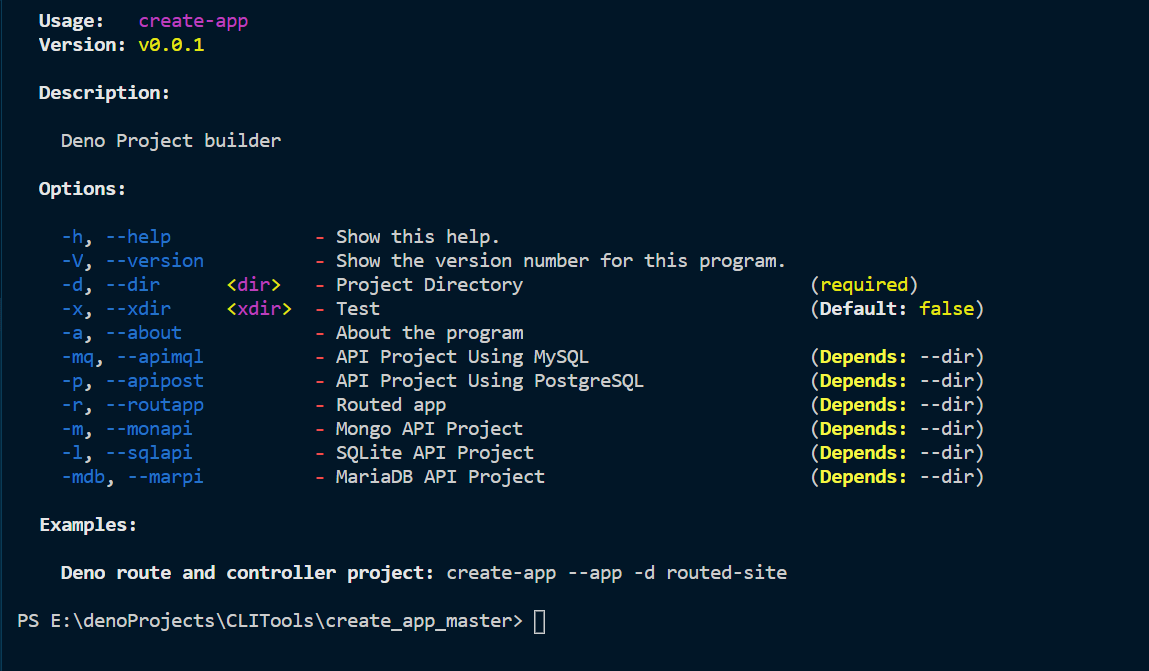 Usage: create-app
Version: v0.0.1
Description:
Deno Project builder
Options:
-h, --help - Show this help.
-V, --version - Show the version number for this program.
-d, --dir <dir> - Project Directory (required)
-x, --xdir <xdir> - Test (Default: false)
-a, --about - About the program
-mq, --apimql - API Project Using MySQL (Depends: --dir)
-p, --apipost - API Project Using PostgreSQL (Depends: --dir)
-r, --routapp - Routed app (Depends: --dir)
-m, --monapi - Mongo API Project (Depends: --dir)
-l, --sqlapi - SQLite API Project (Depends: --dir)
-mdb, --marpi - MariaDB API Project (Depends: --dir)
Examples:
Deno route and controller project: create-app --app -d routed-site
PS E:\denoProjects\CLITools\create_app_master>